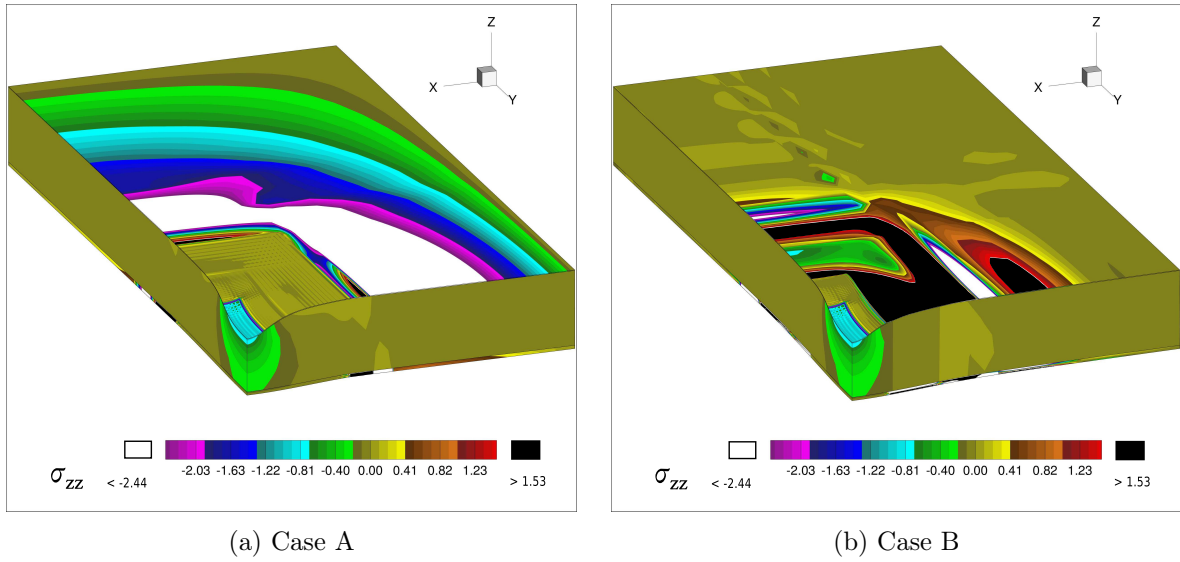 Z
X
Y
-2.03 -1.63 -1.22 -0.81 -0.40 0.00 0.41 0.82 1.23
σzz < -2.44 > 1.53
(a) Case A
Z
X
Y
-2.03 -1.63 -1.22 -0.81 -0.40 0.00 0.41 0.82 1.23
σzz < -2.44 > 1.53
(b) Case B